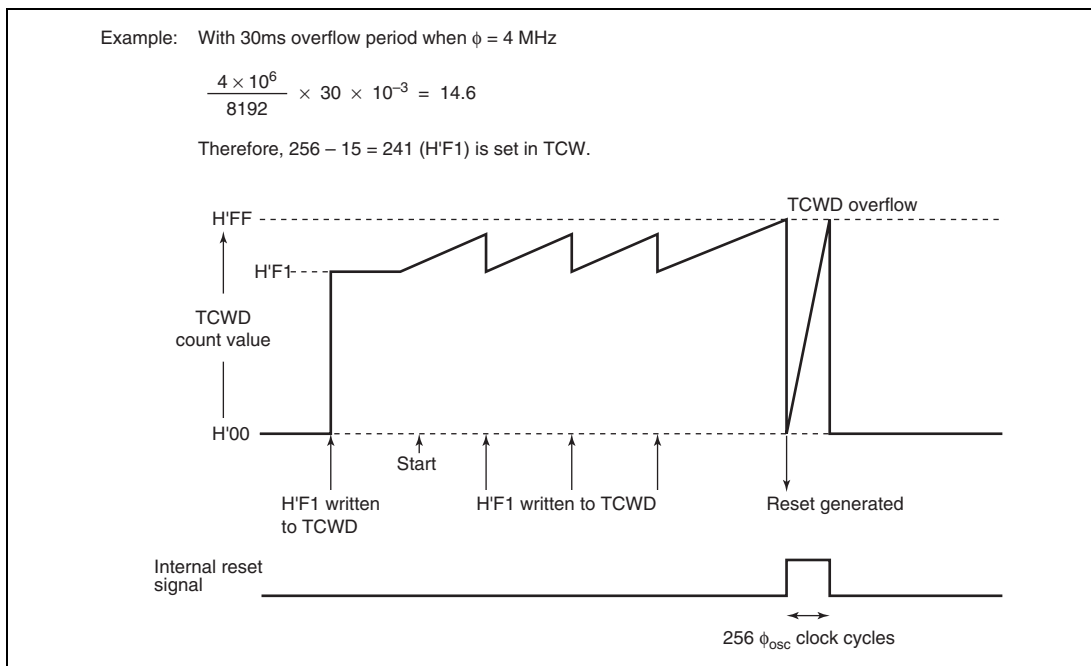 Example: With 30ms overflow period when ϕ = 4 MHz
4 × 10⁶
8192
× 30 × 10⁻³ = 14.6
Therefore, 256 – 15 = 241 (H'F1) is set in TCW.
TCWD overflow
H'FF
H'F1
TCWD
count value
H'00
Start
H'F1 written
to TCWD
H'F1 written to TCWD
Reset generated
Internal reset
signal
256 ϕosc clock cycles